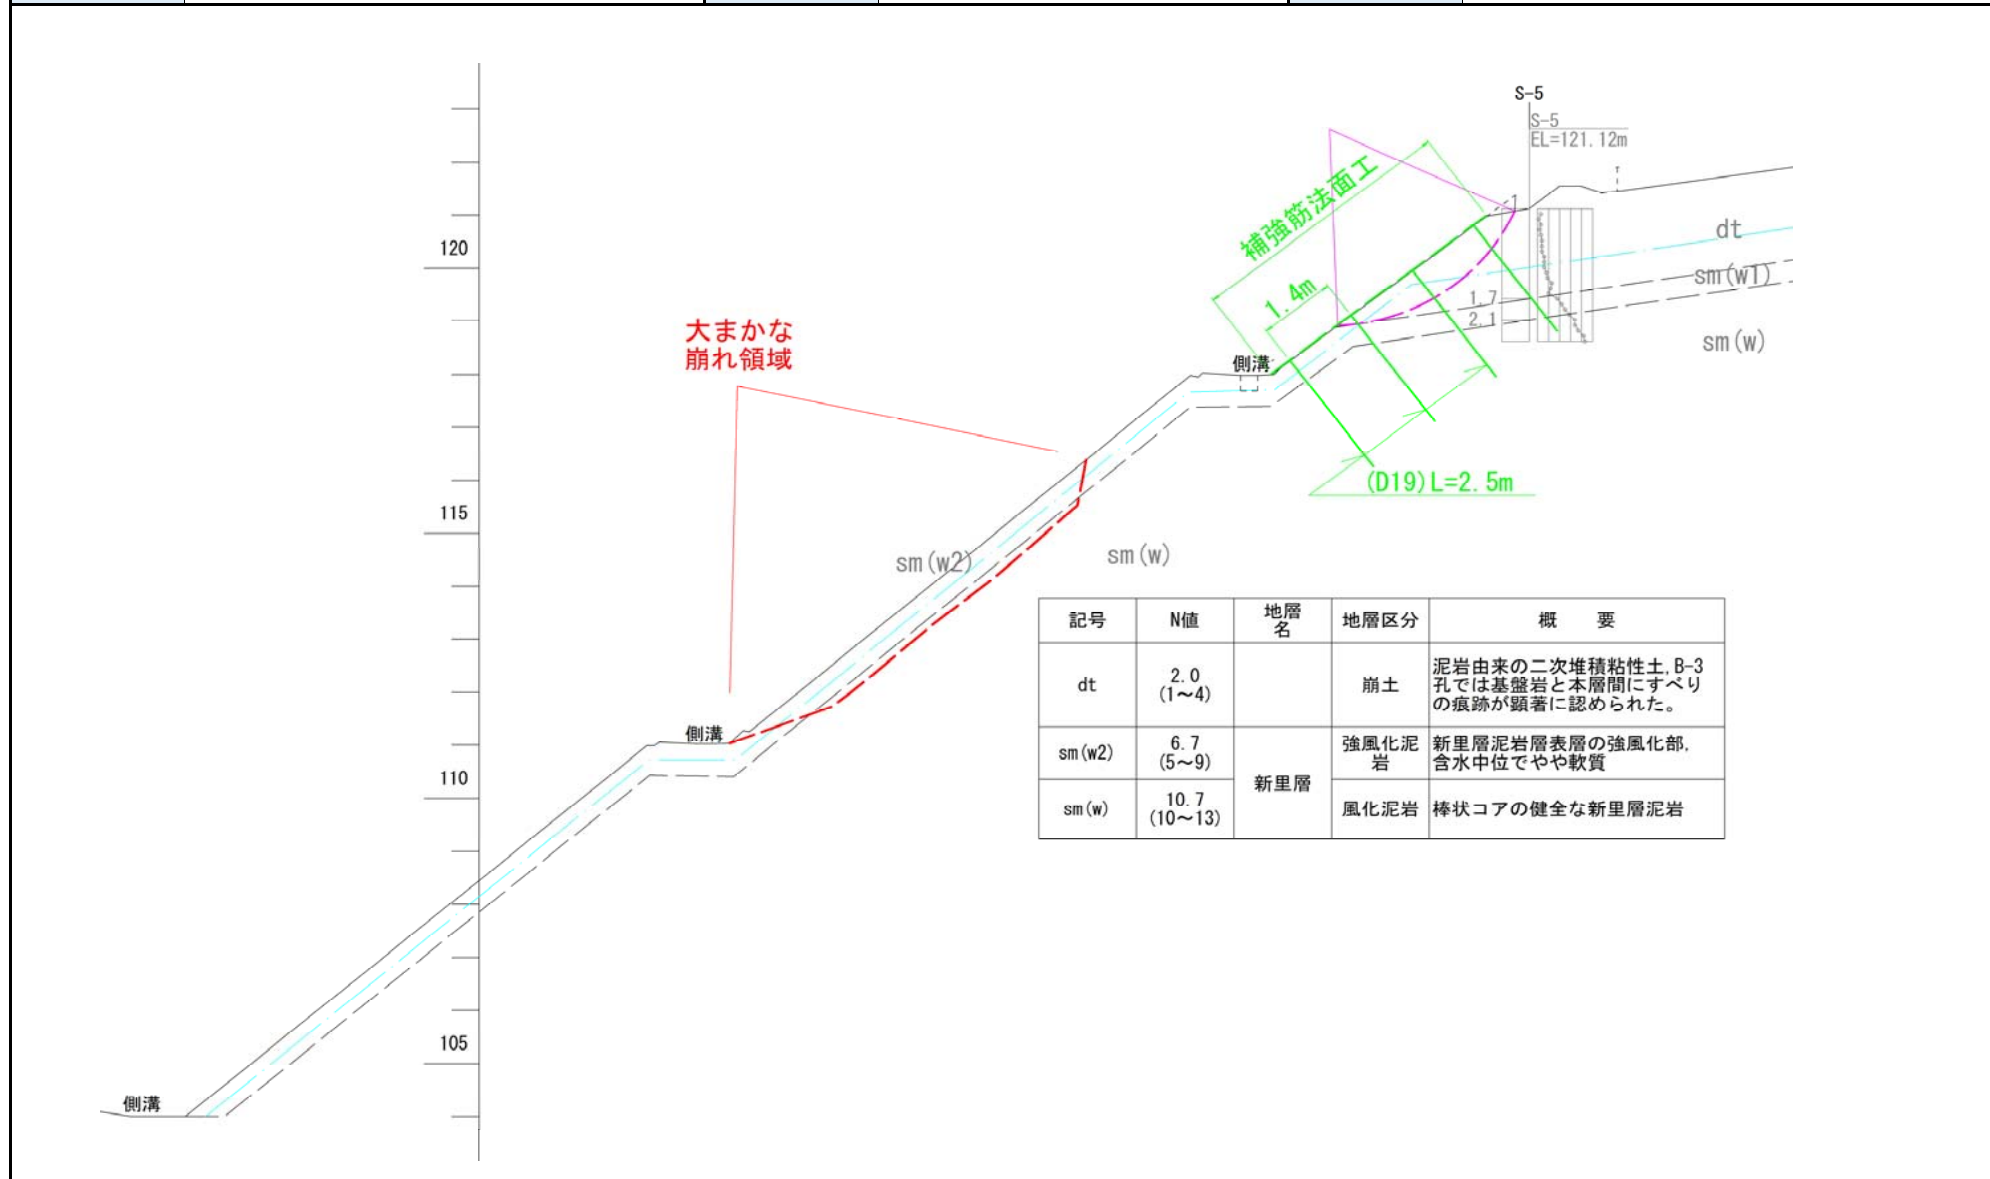 S-5
S-5
EL=121.12m
補強筋法面工
1
120
dt
1.4m
sm(w1)
1.7
2.1
大まかな
崩れ領域
側溝
sm(w)
(D19)L=2.5m
115
sm(w2)
sm(w)
記号 N値 地層名 地層区分 概 要
dt 2.0 (1～4) 崩土
泥岩由来の二次堆積粘性土,B-3
孔では基盤岩と本層間にすべり
の痕跡が顕著に認められた。
sm(w2) 6.7 (5～9) 新里層 強風化泥岩
新里層泥岩層表層の強風化部,
含水中位でやや軟質
sm(w) 10.7 (10～13) 風化泥岩 棒状コアの健全な新里層泥岩
側溝
110
105
側溝